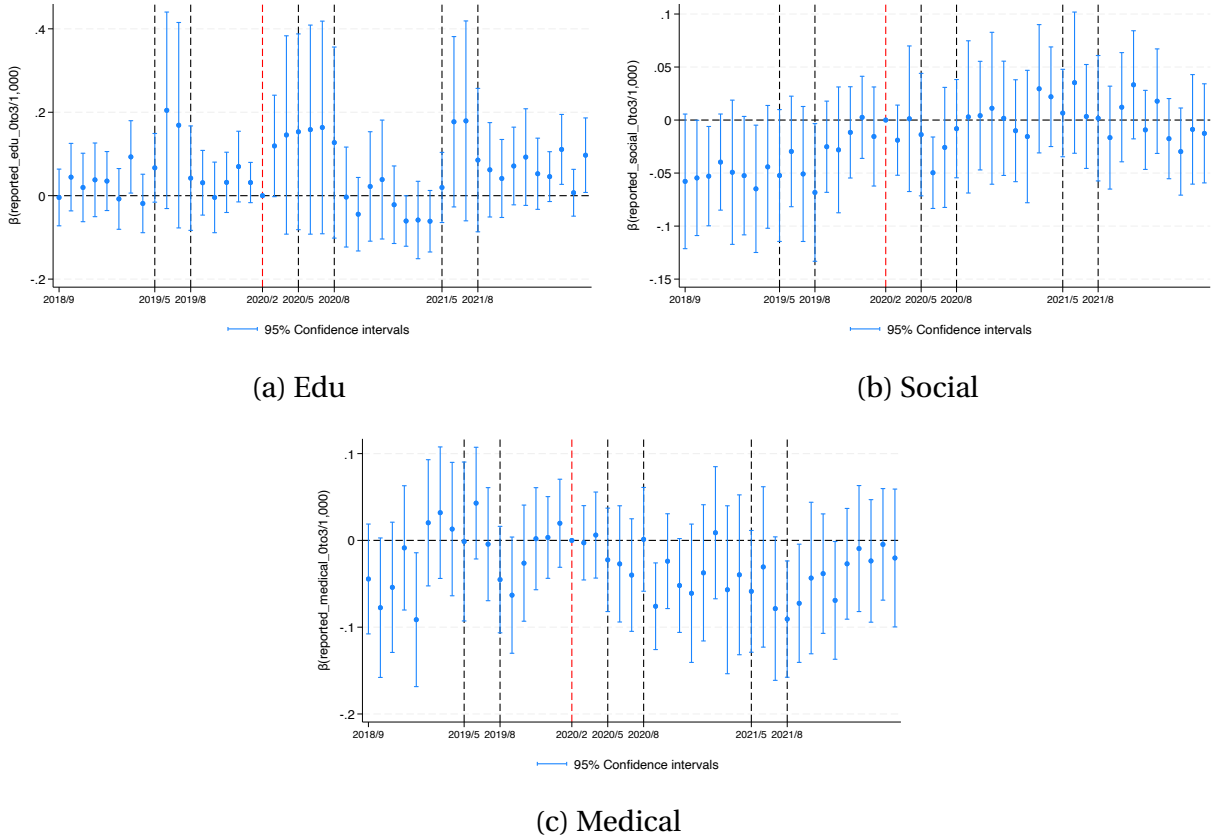 β(reported_edu_0to3/1,000)
.4
.2
0
-.2
2018/9 2019/5 2019/8 2020/2 2020/5 2020/8 2021/5 2021/8
95% Confidence intervals
(a) Edu
β(reported_social_0to3/1,000)
.1
.05
0
-.05
-.1
-.15
2018/9 2019/5 2019/8 2020/2 2020/5 2020/8 2021/5 2021/8
95% Confidence intervals
(b) Social
β(reported_medical_0to3/1,000)
.1
0
-.1
-.2
2018/9 2019/5 2019/8 2020/2 2020/5 2020/8 2021/5 2021/8
95% Confidence intervals
(c) Medical